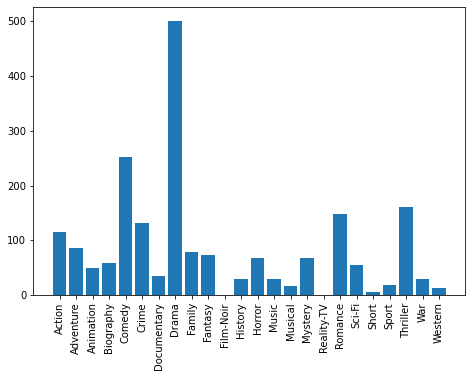 500
400
300
200
100
0
Action
Adventure
Animation
Biography
Comedy
Crime
Documentary
Drama
Family
Fantasy
Film-Noir
History
Horror
Music
Musical
Mystery
Reality-TV
Romance
Sci-Fi
Short
Sport
Thriller
War
Western